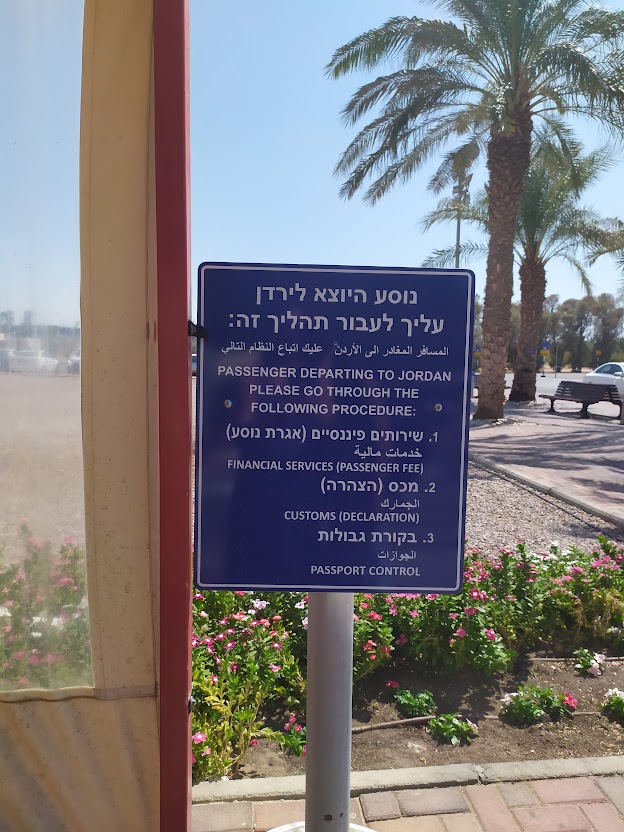 נוסע היוצא לירדן
עליך לעבור תהליך זה:
المسافر المغادر الى الأردن عليك اتباع النظام التالي
PASSENGER DEPARTING TO JORDAN
PLEASE GO THROUGH THE
FOLLOWING PROCEDURE:
1. שירותים פיננסיים (אגרת נוסע)
خدمات مالية
FINANCIAL SERVICES (PASSENGER FEE)
2. מכס (הצהרה)
الجمارك
CUSTOMS (DECLARATION)
3. בקורת גבולות
الجوازات
PASSPORT CONTROL